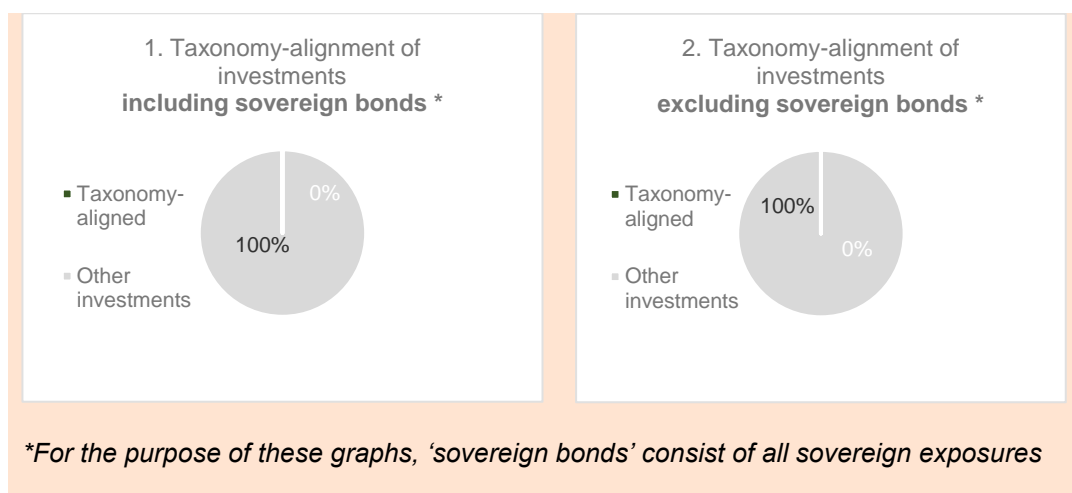 1. Taxonomy-alignment of
investments
including sovereign bonds *
Taxonomy-
aligned
Other
investments
0%
100%
2. Taxonomy-alignment of
investments
excluding sovereign bonds *
Taxonomy-
aligned
Other
investments
100%
0%
*For the purpose of these graphs, ‘sovereign bonds’ consist of all sovereign exposures